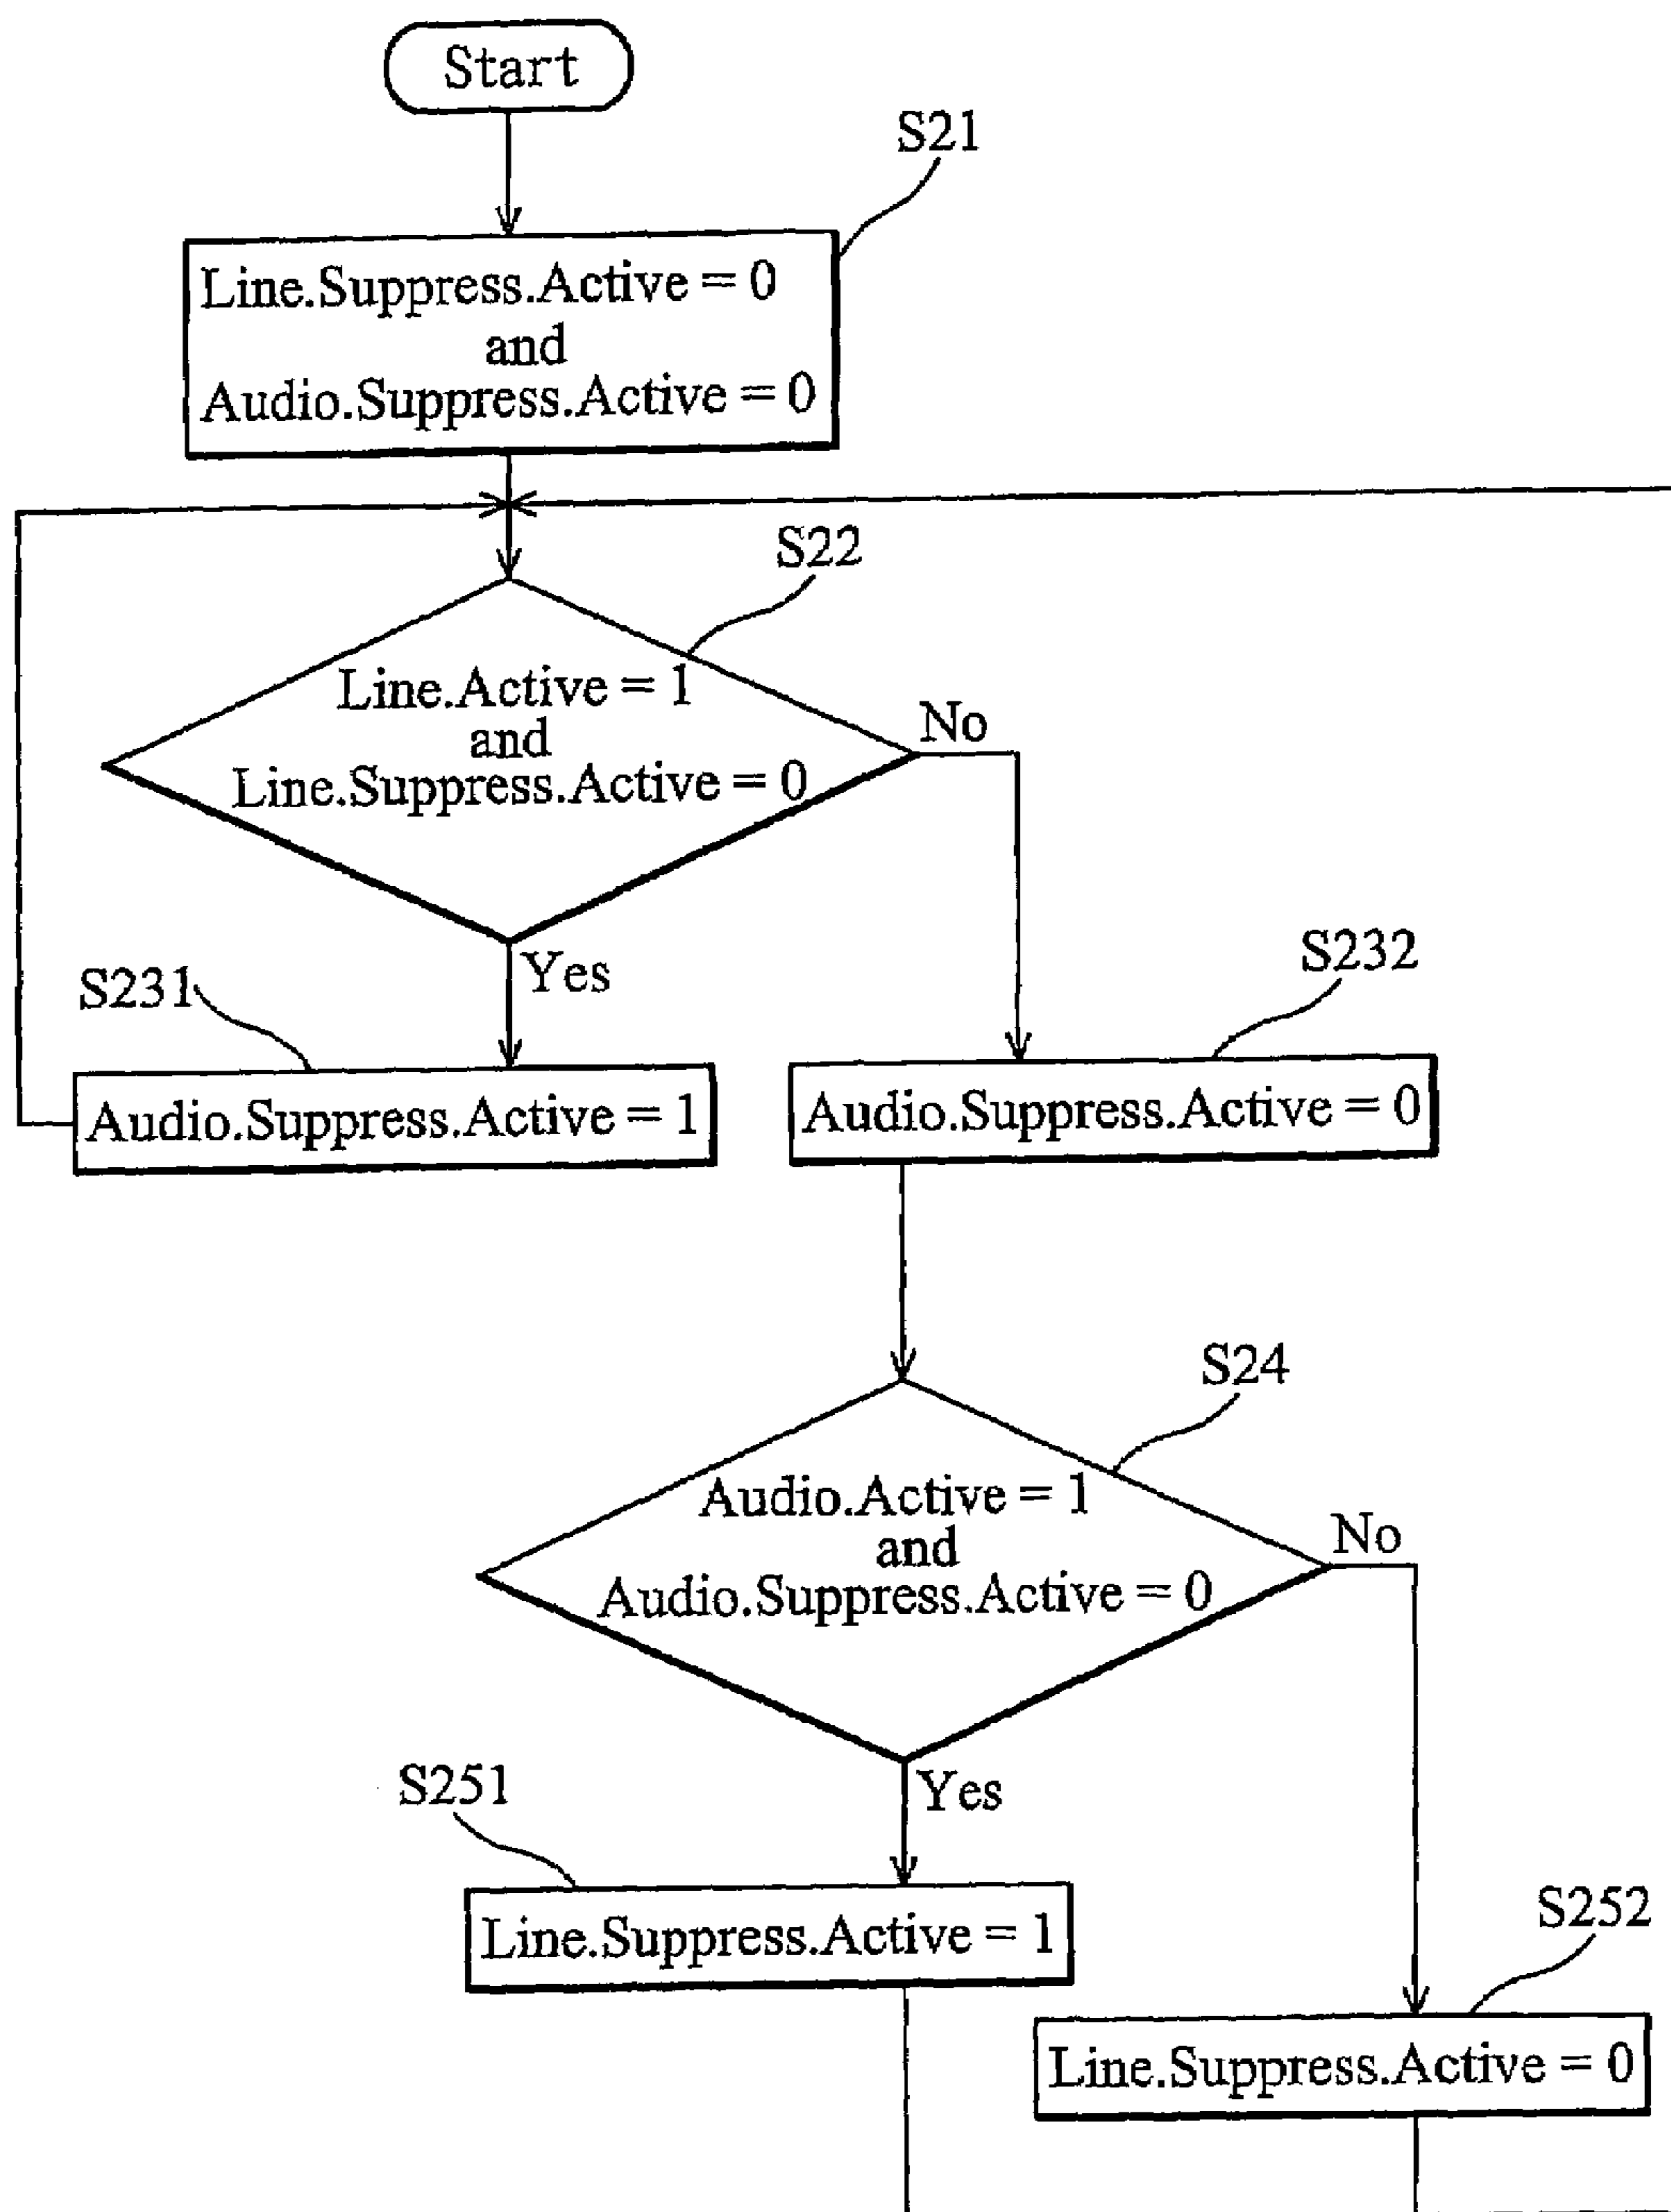 Start
S21
Line.Suppress.Active = 0
and
Audio.Suppress.Active = 0
S22
Line.Active = 1
and
Line.Suppress.Active = 0
No
Yes
S231
S232
Audio.Suppress.Active = 1
Audio.Suppress.Active = 0
S24
Audio.Active = 1
and
Audio.Suppress.Active = 0
No
Yes
S251
Line.Suppress.Active = 1
S252
Line.Suppress.Active = 0